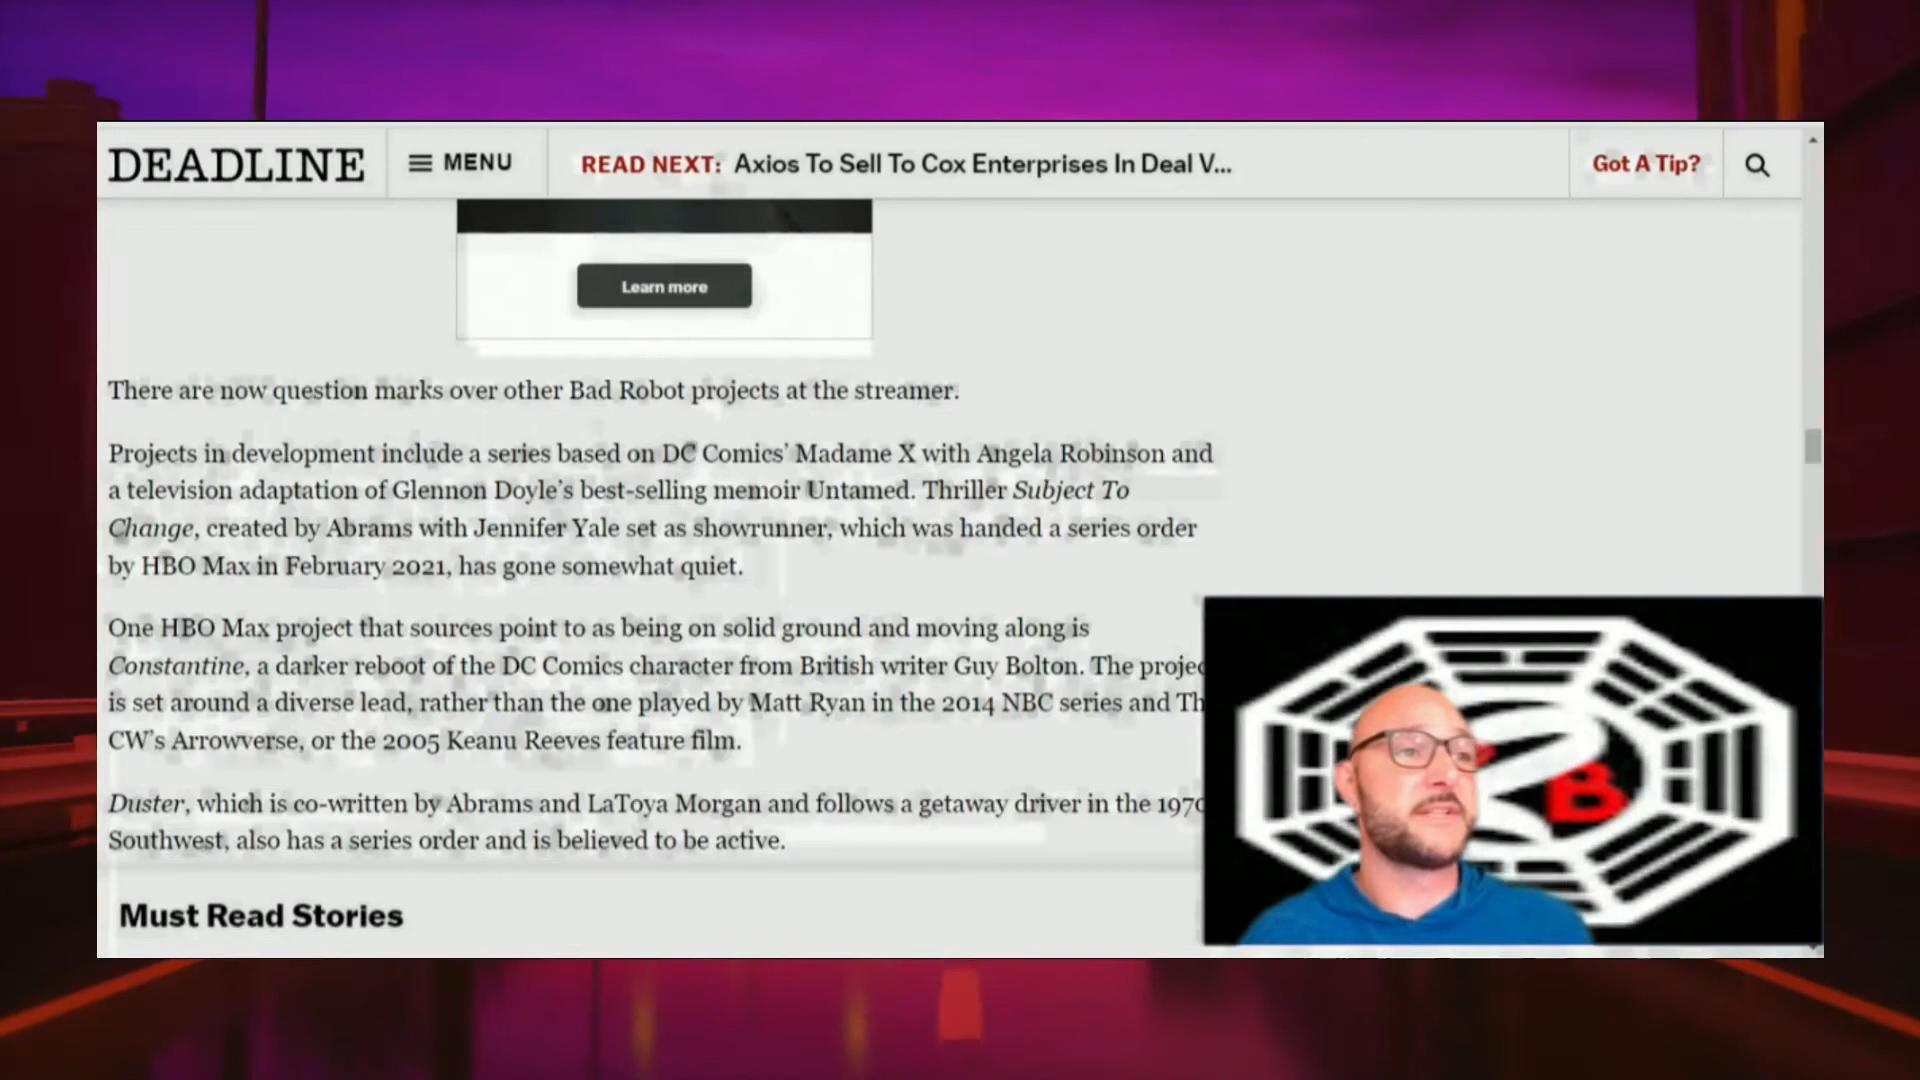 DEADLINE
MENU
READ NEXT: Axios To Sell To Cox Enterprises In Deal V...
Got A Tip?
Learn more
There are now question marks over other Bad Robot projects at the streamer.
Projects in development include a series based on DC Comics' Madame X with Angela Robinson and
a television adaptation of Glennon Doyle's best-selling memoir Untamed. Thriller Subject To
Change, created by Abrams with Jennifer Yale set as showrunner, which was handed a series order
by HBO Max in February 2021, has gone somewhat quiet.
One HBO Max project that sources point to as being on solid ground and moving along is
Constantine, a darker reboot of the DC Comics character from British writer Guy Bolton. The projec
is set around a diverse lead, rather than the one played by Matt Ryan in the 2014 NBC series and Th
CW's Arrowverse, or the 2005 Keanu Reeves feature film.
Duster, which is co-written by Abrams and LaToya Morgan and follows a getaway driver in the 1970
Southwest, also has a series order and is believed to be active.
Must Read Stories
B